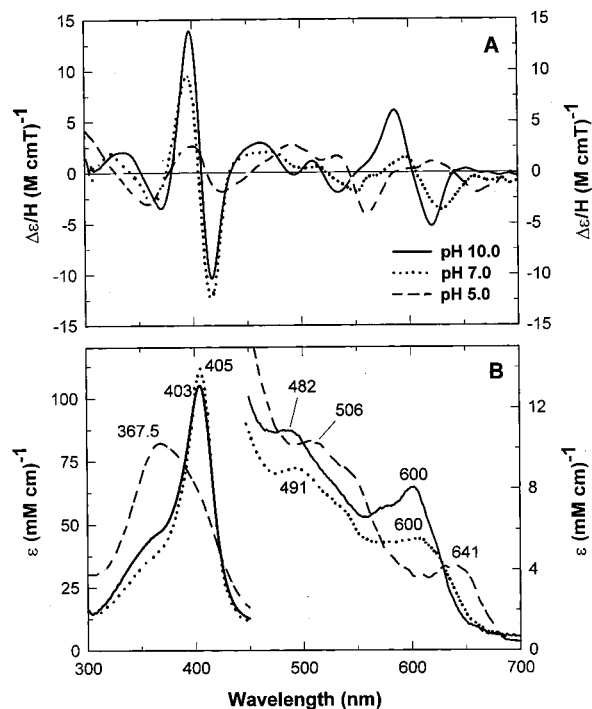 A
15 15
10 10
5 5
0 0
-5 -5
-10 -10
-15 -15
Δε/H (M cmT)⁻¹
Δε/H (M cmT)⁻¹
pH 10.0
pH 7.0
pH 5.0
B
405
403
367.5
482
506
491
600
600
641
100
75
50
25
0
12
8
4
0
ε (mM cm)⁻¹
ε (mM cm)⁻¹
300 400 500 600 700
Wavelength (nm)